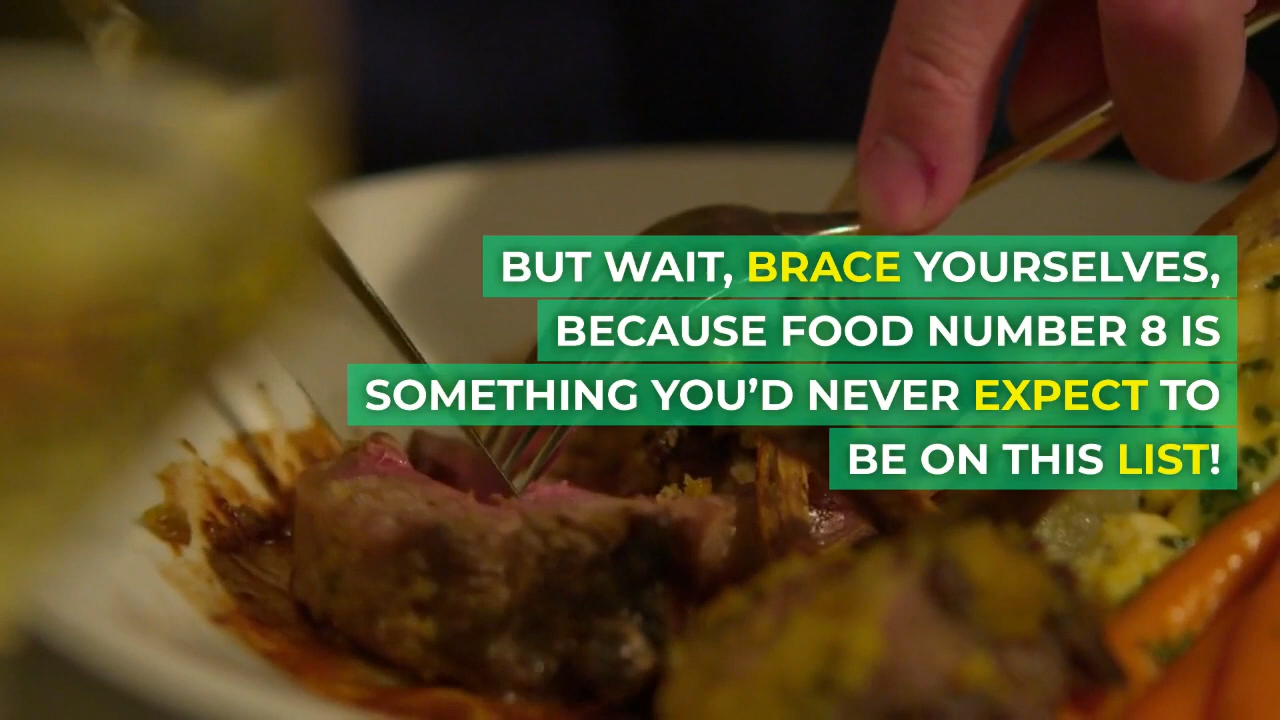 BUT WAIT, BRACE YOURSELVES,
BECAUSE FOOD NUMBER 8 IS
SOMETHING YOU’D NEVER EXPECT TO
BE ON THIS LIST!